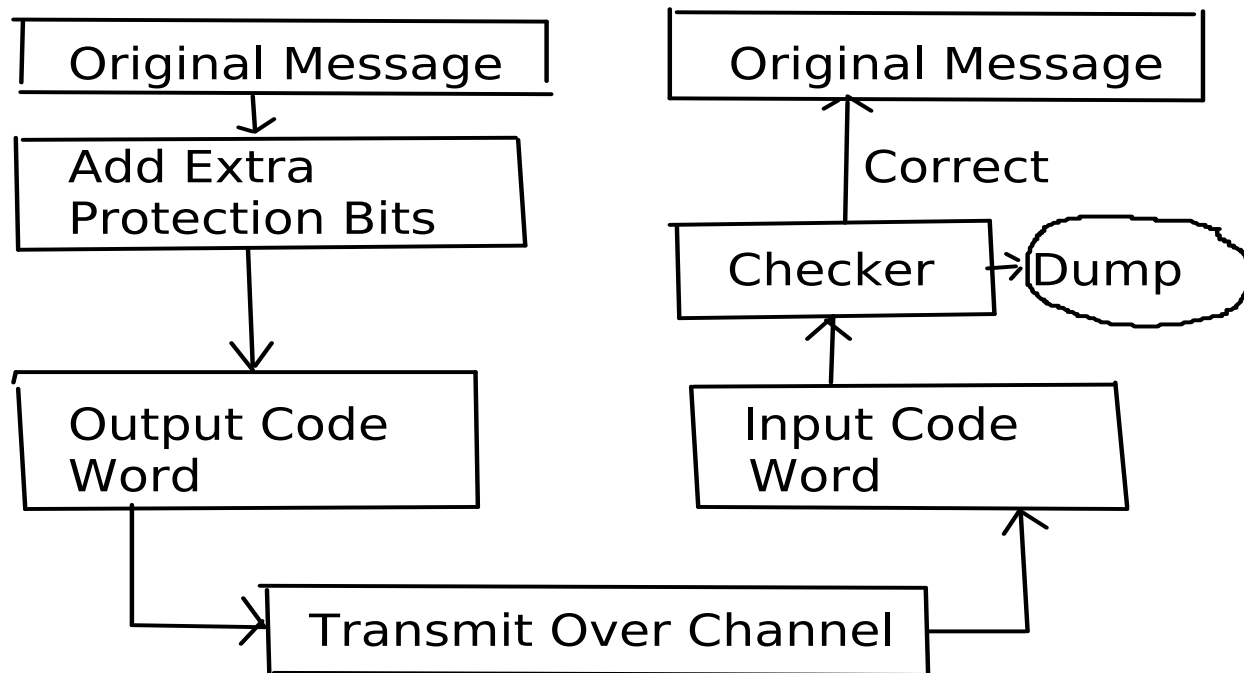 Original Message
Add Extra
Protection Bits
Output Code
Word
Transmit Over Channel
Input Code
Word
Checker
Dump
Correct
Original Message